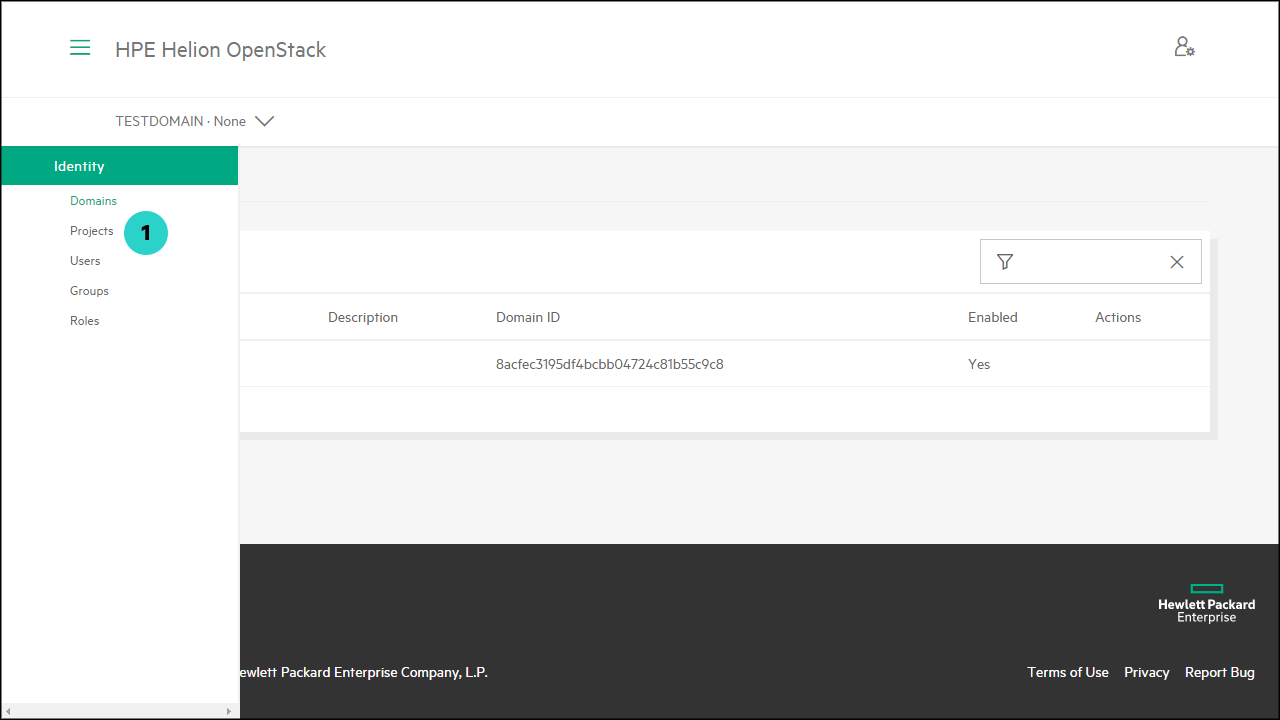 HPE Helion OpenStack
TESTDOMAIN · None
Identity
Domains
Projects
1
Users
Groups
Roles
Description Domain ID Enabled Actions
8acfec3195df4bcbb04724c81b55c9c8 Yes
Hewlett Packard
Enterprise
ewlett Packard Enterprise Company, L.P.
Terms of Use Privacy Report Bug